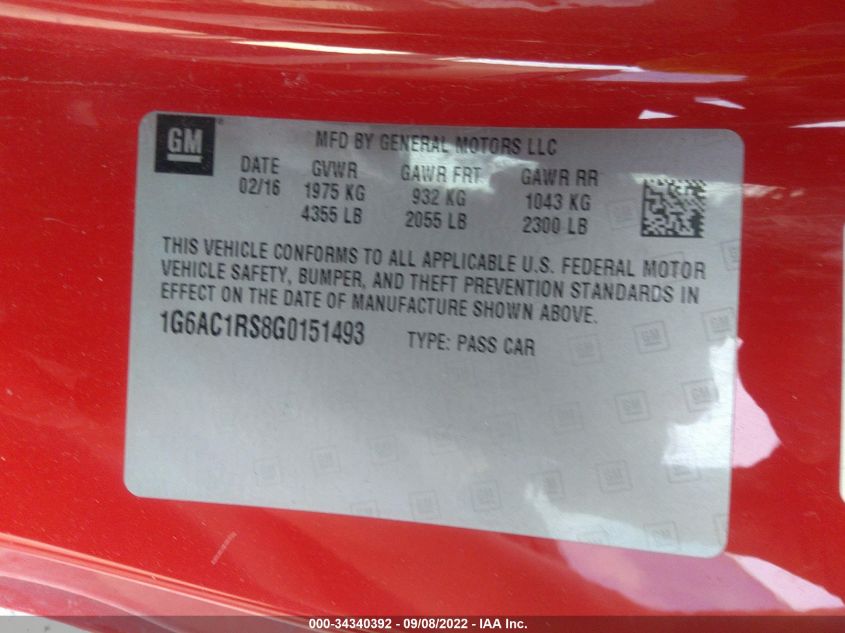 GM
MFD BY GENERAL MOTORS LLC
DATE GVWR GAWR FRT GAWR RR
02/16 1975 KG 932 KG 1043 KG
4355 LB 2055 LB 2300 LB
THIS VEHICLE CONFORMS TO ALL APPLICABLE U.S. FEDERAL MOTOR
VEHICLE SAFETY, BUMPER, AND THEFT PREVENTION STANDARDS IN
EFFECT ON THE DATE OF MANUFACTURE SHOWN ABOVE.
1G6AC1RS8G0151493 TYPE: PASS CAR
000-34340392 - 09/08/2022 - IAA Inc.